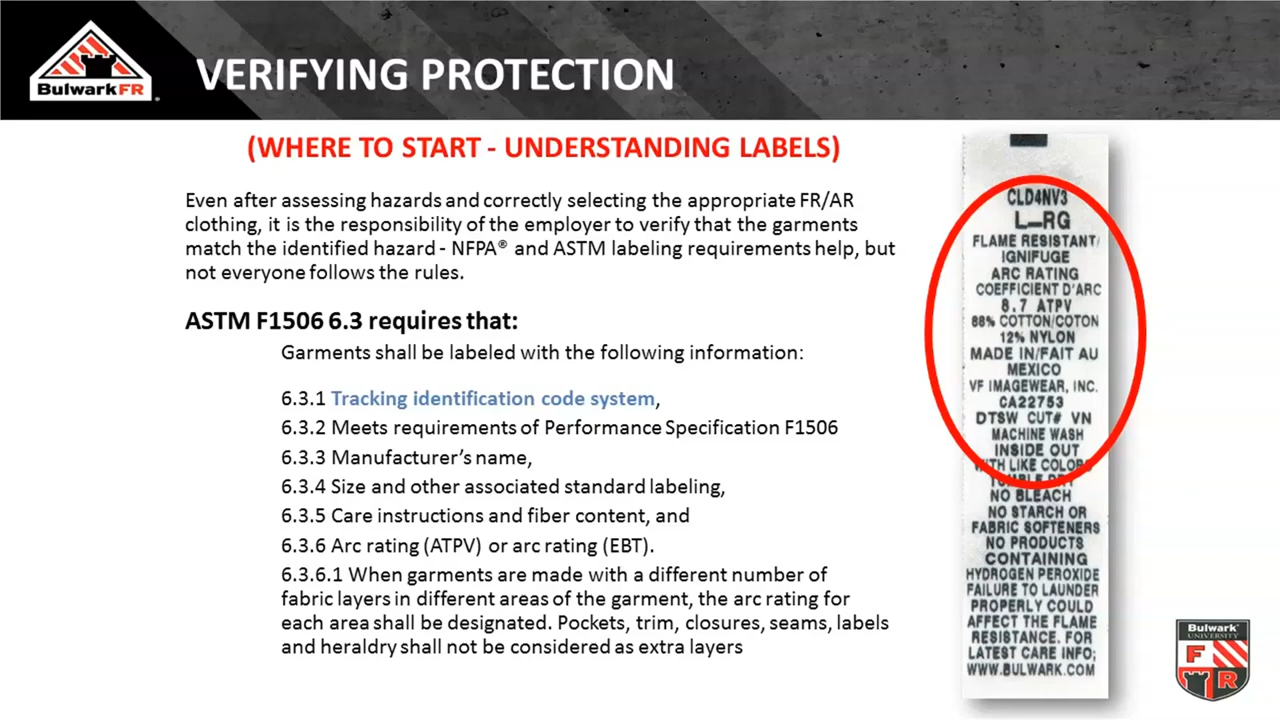 BulwarkFR
VERIFYING PROTECTION
(WHERE TO START - UNDERSTANDING LABELS)
Even after assessing hazards and correctly selecting the appropriate FR/AR
clothing, it is the responsibility of the employer to verify that the garments
match the identified hazard - NFPA® and ASTM labeling requirements help, but
not everyone follows the rules.
ASTM F1506 6.3 requires that:
Garments shall be labeled with the following information:
6.3.1 Tracking identification code system,
6.3.2 Meets requirements of Performance Specification F1506
6.3.3 Manufacturer's name,
6.3.4 Size and other associated standard labeling,
6.3.5 Care instructions and fiber content, and
6.3.6 Arc rating (ATPV) or arc rating (EBT).
6.3.6.1 When garments are made with a different number of
fabric layers in different areas of the garment, the arc rating for
each area shall be designated. Pockets, trim, closures, seams, labels
and heraldry shall not be considered as extra layers
CLD4NV3
L-RG
FLAME RESISTANT/
IGNIFUGE
ARC RATING
COEFFICIENT D'ARC
8.7 ATPV
88% COTTON/COTON
12% NYLON
MADE IN/FAIT AU
MEXICO
VF IMAGEWEAR, INC.
CA22753
DTSW CUT# VN
MACHINE WASH
INSIDE OUT
WITH LIKE COLORS
TUMBLE DRY
NO BLEACH
NO STARCH OR
FABRIC SOFTENERS
NO PRODUCTS
CONTAINING
HYDROGEN PEROXIDE
FAILURE TO LAUNDER
PROPERLY COULD
AFFECT THE FLAME
RESISTANCE. FOR
LATEST CARE INFO;
WWW.BULWARK.COM
Bulwark®
UNIVERSITY
F
R